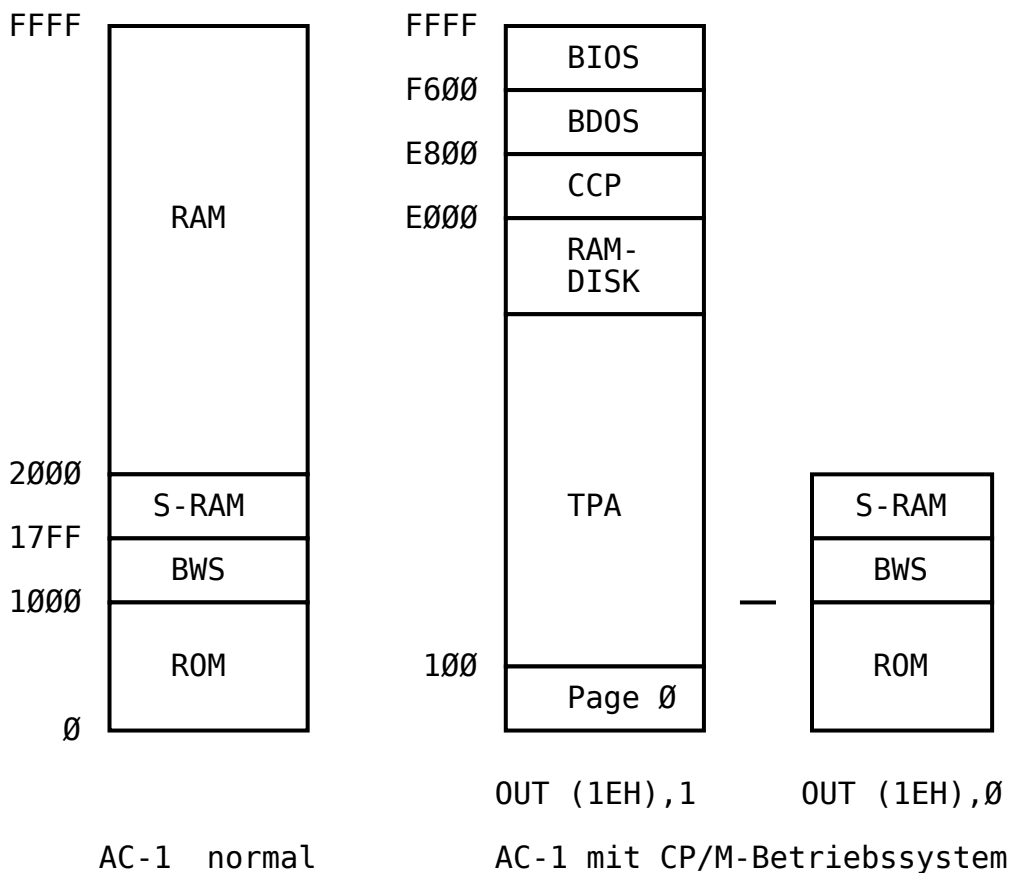 FFFF FFFF
BIOS
F6ØØ
BDOS
E8ØØ
CCP
RAM EØØØ
RAM-
DISK
2ØØØ
S-RAM TPA S-RAM
17FF
BWS BWS
1ØØØ
ROM 1ØØ ROM
Page Ø
Ø
OUT (1EH),1 OUT (1EH),Ø
AC-1 normal AC-1 mit CP/M-Betriebssystem